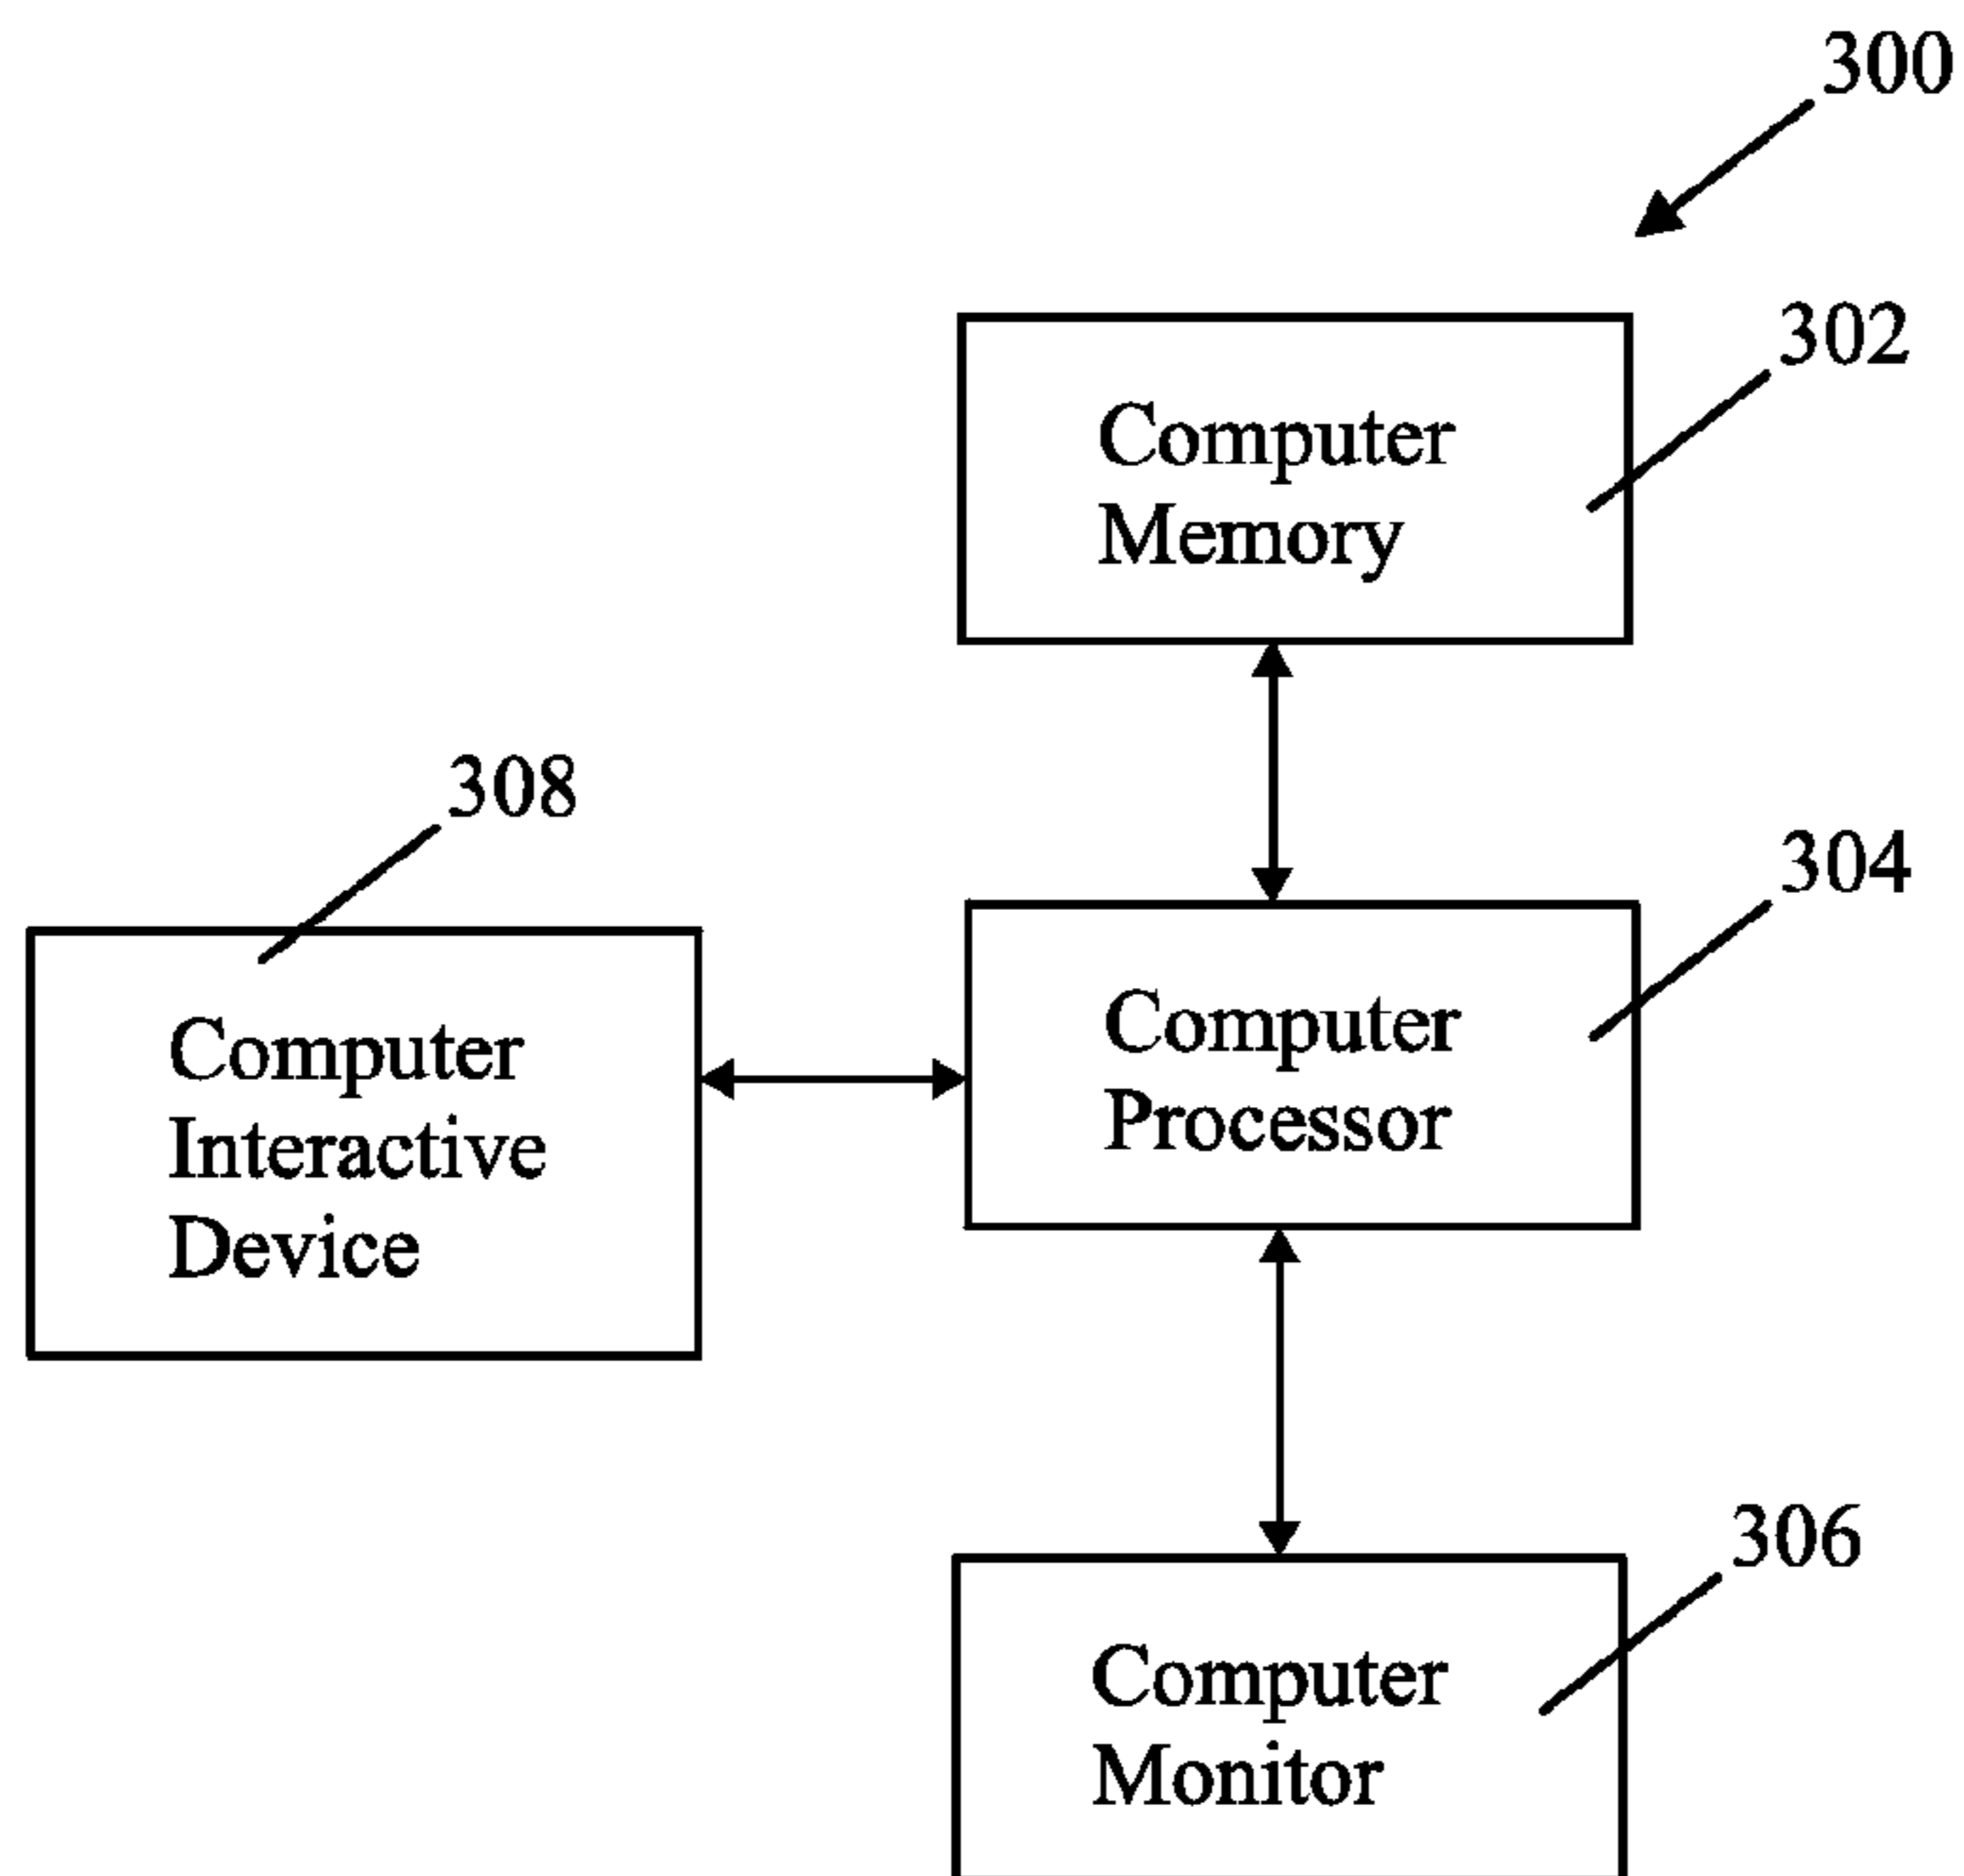 300
302
Computer
Memory
308
304
Computer
Interactive
Device
Computer
Processor
306
Computer
Monitor